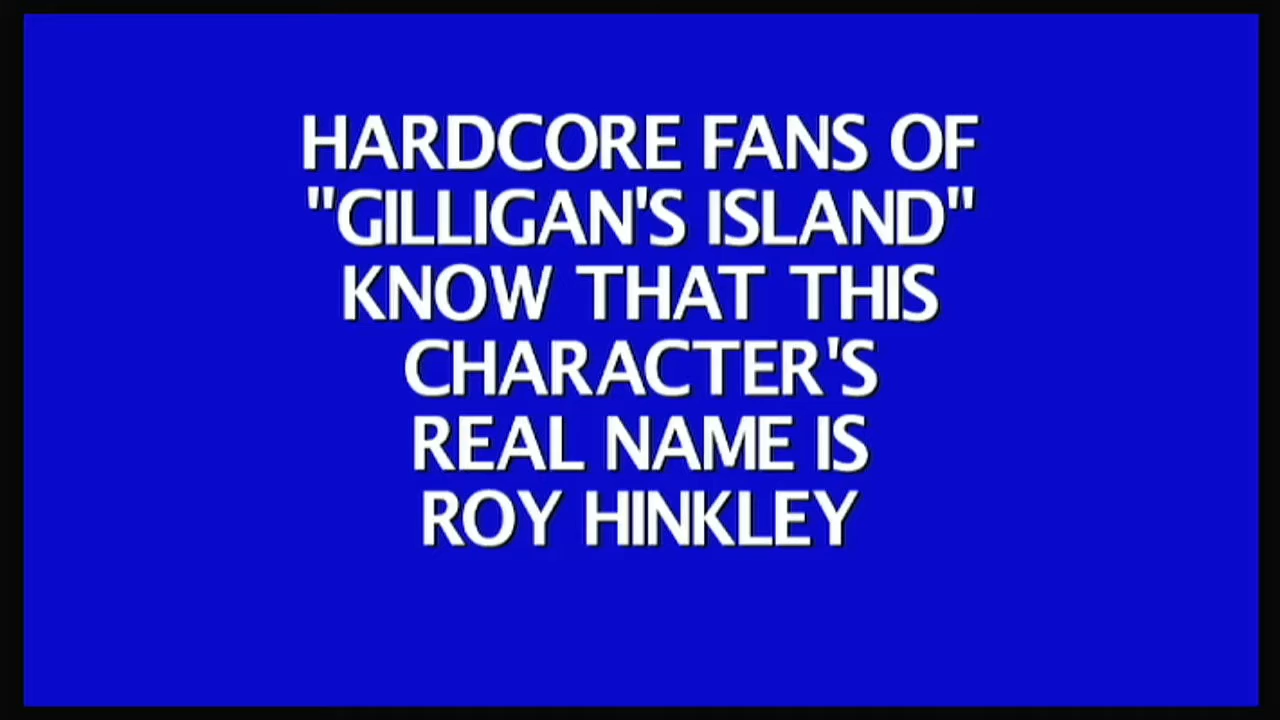 HARDCORE FANS OF
"GILLIGAN'S ISLAND"
KNOW THAT THIS
CHARACTER'S
REAL NAME IS
ROY HINKLEY